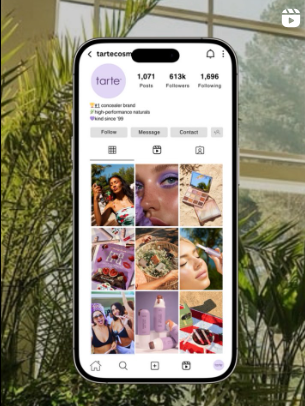 tartecosm
tarte
1,071 613k 1,696
Posts Followers Following
#1 concealer brand
high-performance naturals
kind since '99
Follow Message Contact
tarte